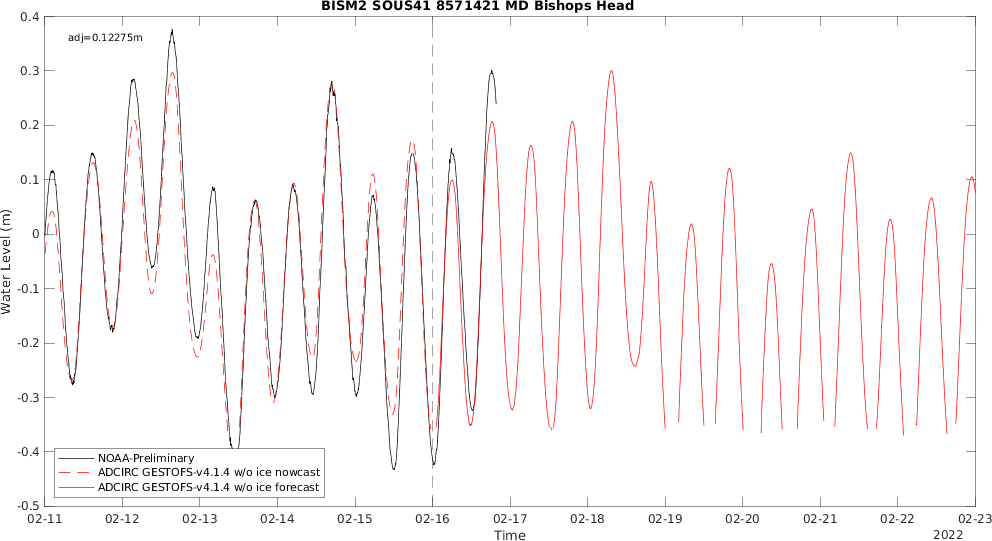 BISM2 SOUS41 8571421 MD Bishops Head
adj=0.12275m
0.4
0.3
0.2
0.1
0
-0.1
-0.2
-0.3
-0.4
-0.5
Water Level (m)
NOAA-Preliminary
ADCIRC GESTOFS-v4.1.4 w/o ice nowcast
ADCIRC GESTOFS-v4.1.4 w/o ice forecast
02-11 02-12 02-13 02-14 02-15 02-16 02-17 02-18 02-19 02-20 02-21 02-22 02-23
Time
2022